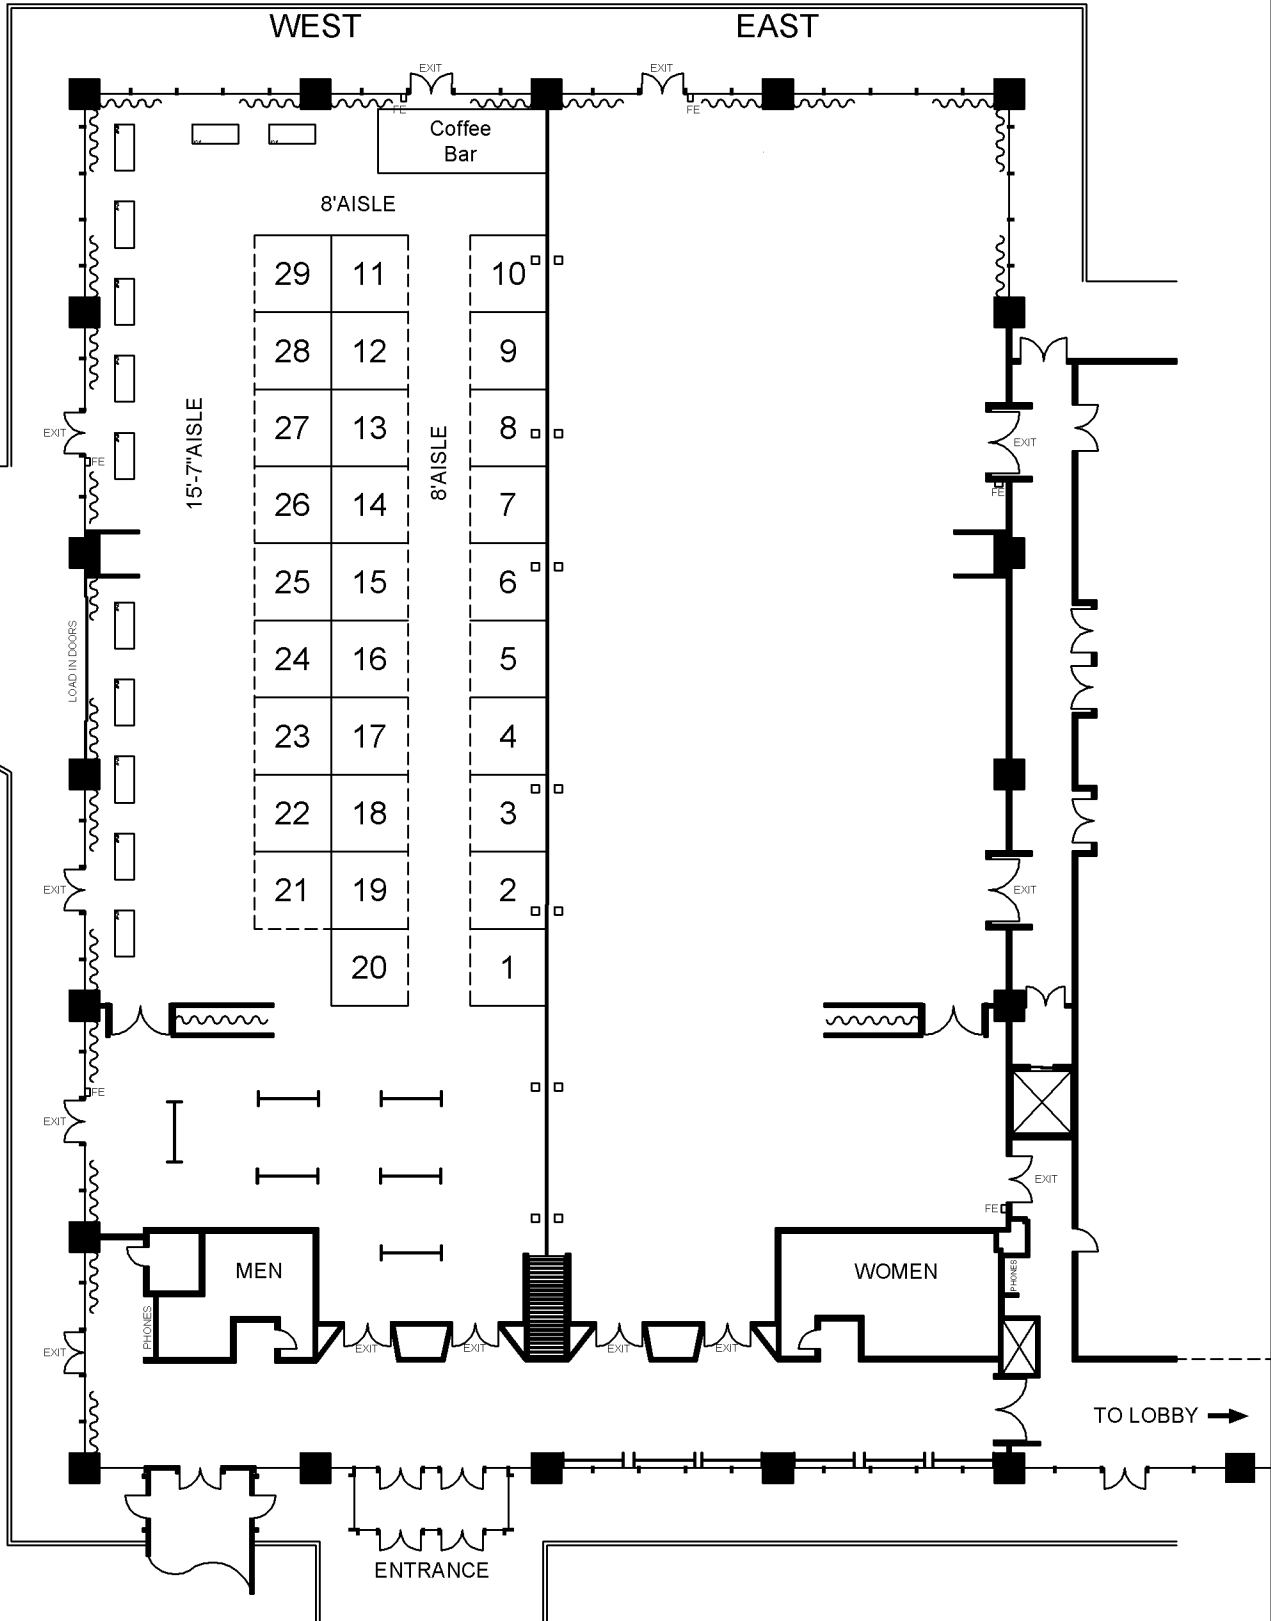 WEST
EAST
EXIT
EXIT
FE
FE
Coffee
Bar
8'AISLE
29
11
10
28
12
9
15'-7"AISLE
27
13
8'AISLE
8
EXIT
EXIT
FE
FE
26
14
7
25
15
6
LOAD IN DOORS
24
16
5
23
17
4
22
18
3
EXIT
21
19
2
EXIT
20
1
FE
EXIT
EXIT
FE
MEN
WOMEN
PHONES
PHONES
EXIT
EXIT
EXIT
EXIT
EXIT
TO LOBBY
ENTRANCE